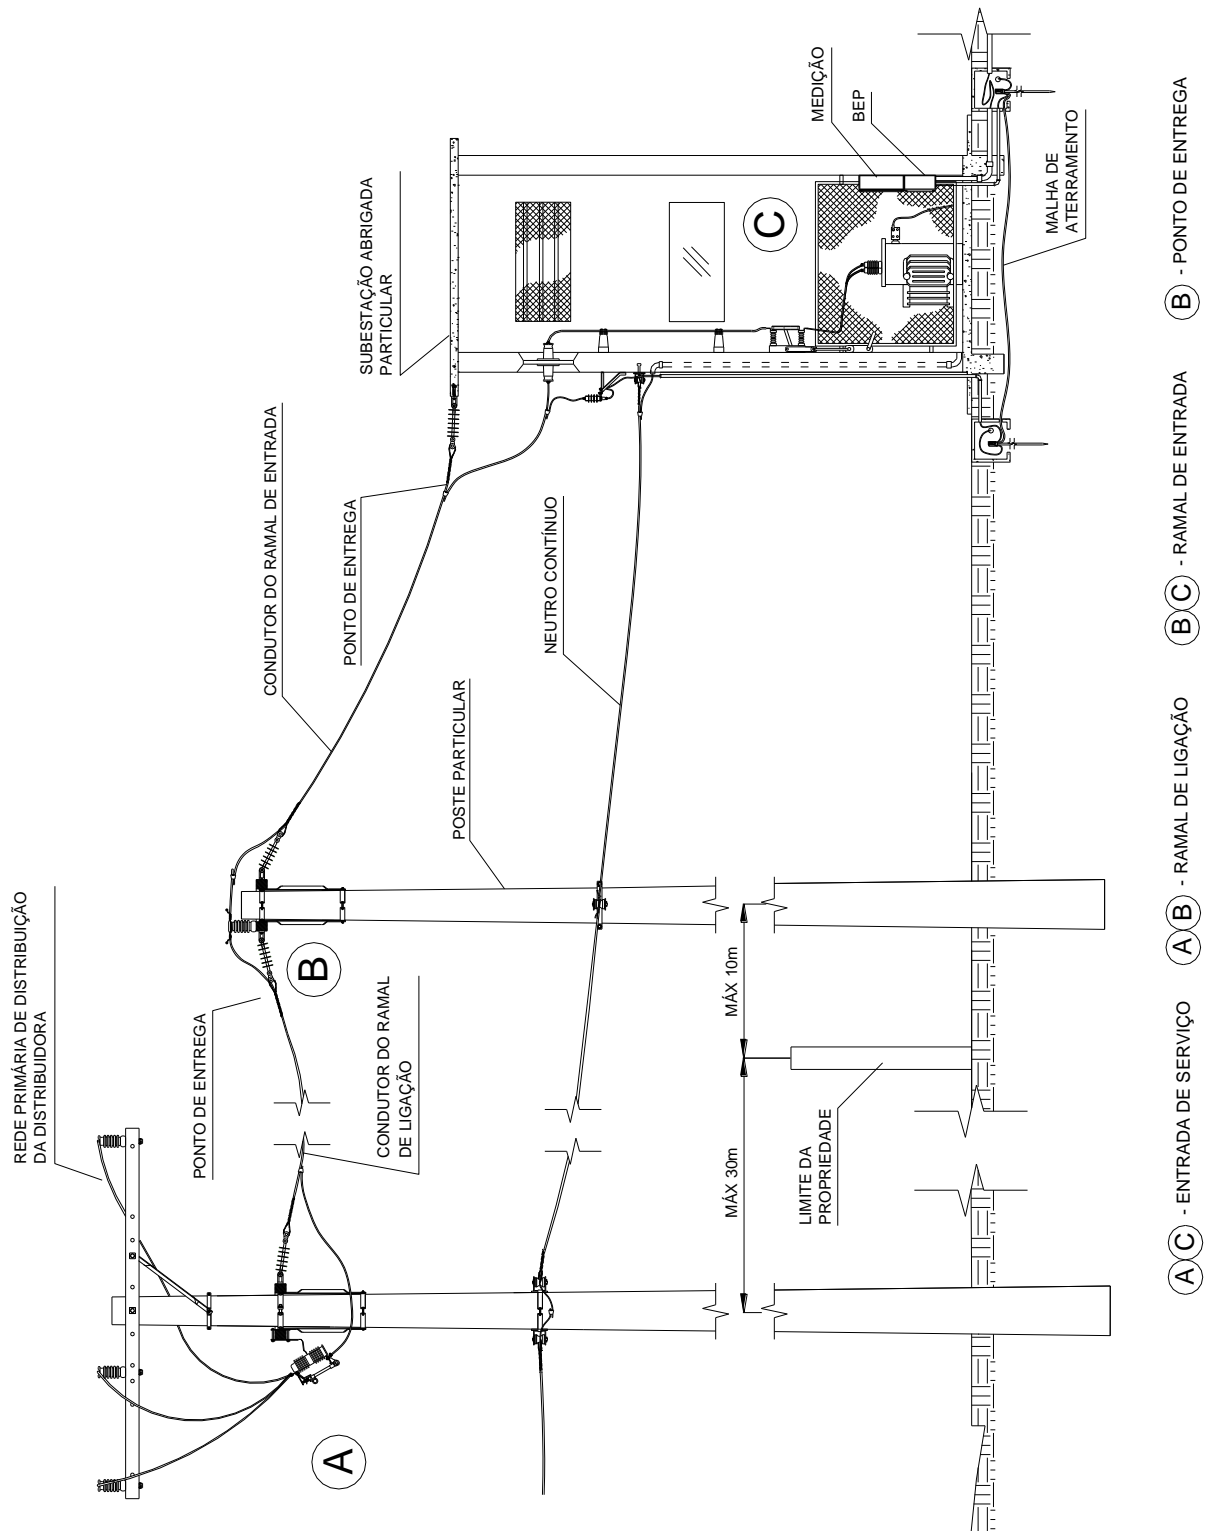 REDE PRIMÁRIA DE DISTRIBUIÇÃO
DA DISTRIBUIDORA
PONTO DE ENTREGA
CONDUTOR DO RAMAL
DE LIGAÇÃO
CONDUTOR DO RAMAL DE ENTRADA
PONTO DE ENTREGA
SUBESTAÇÃO ABRIGADA
PARTICULAR
POSTE PARTICULAR
NEUTRO CONTÍNUO
MEDIÇÃO
BEP
MALHA DE
ATERRAMENTO
A
B
C
MÁX 30m
MÁX 10m
LIMITE DA
PROPRIEDADE
A C - ENTRADA DE SERVIÇO
A B - RAMAL DE LIGAÇÃO
B C - RAMAL DE ENTRADA
B - PONTO DE ENTREGA